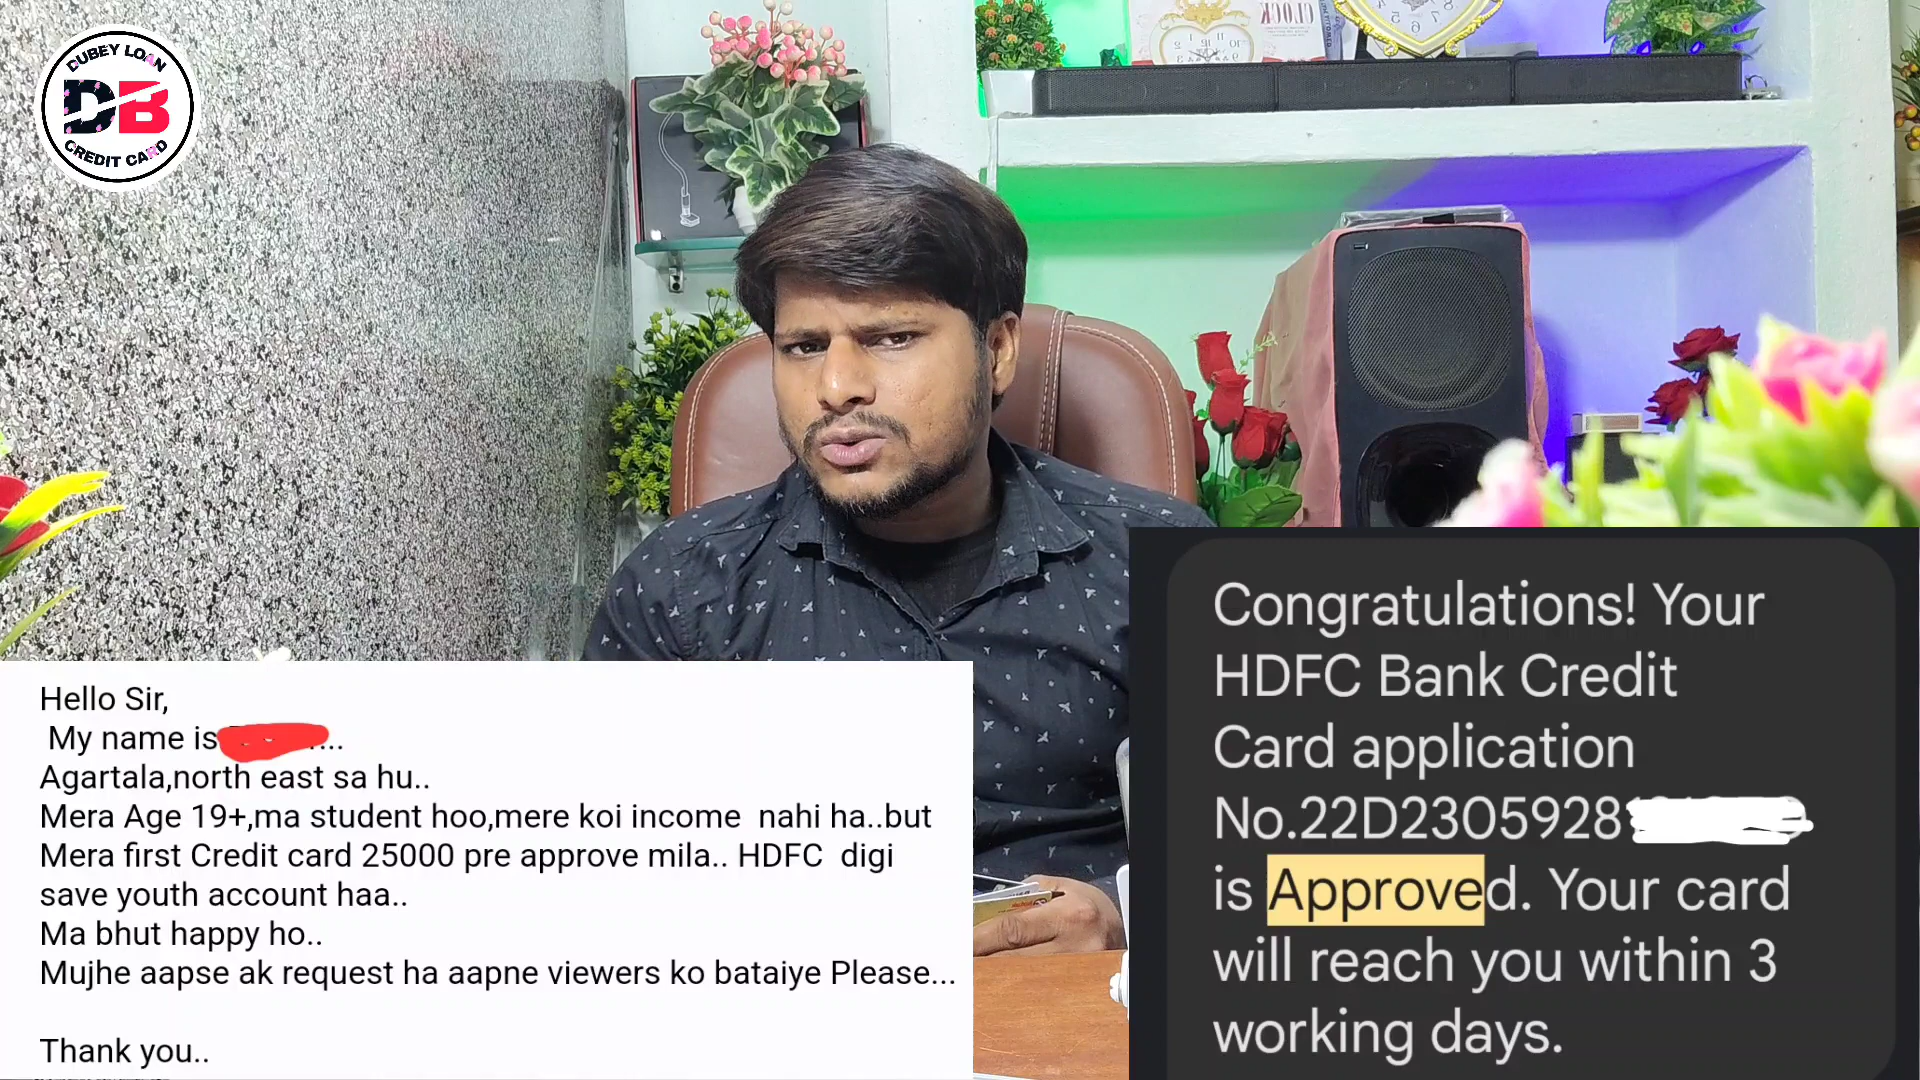 DUBEY LOAN
DB
CREDIT CARD
CLOCK
Hello Sir,
My name is ...
Agartala,north east sa hu..
Mera Age 19+,ma student hoo,mere koi income nahi ha..but
Mera first Credit card 25000 pre approve mila.. HDFC digi
save youth account haa..
Ma bhut happy ho..
Mujhe aapse ak request ha aapne viewers ko bataiye Please...
Thank you..
Congratulations! Your
HDFC Bank Credit
Card application
No.22D23059281
is Approved. Your card
will reach you within 3
working days.